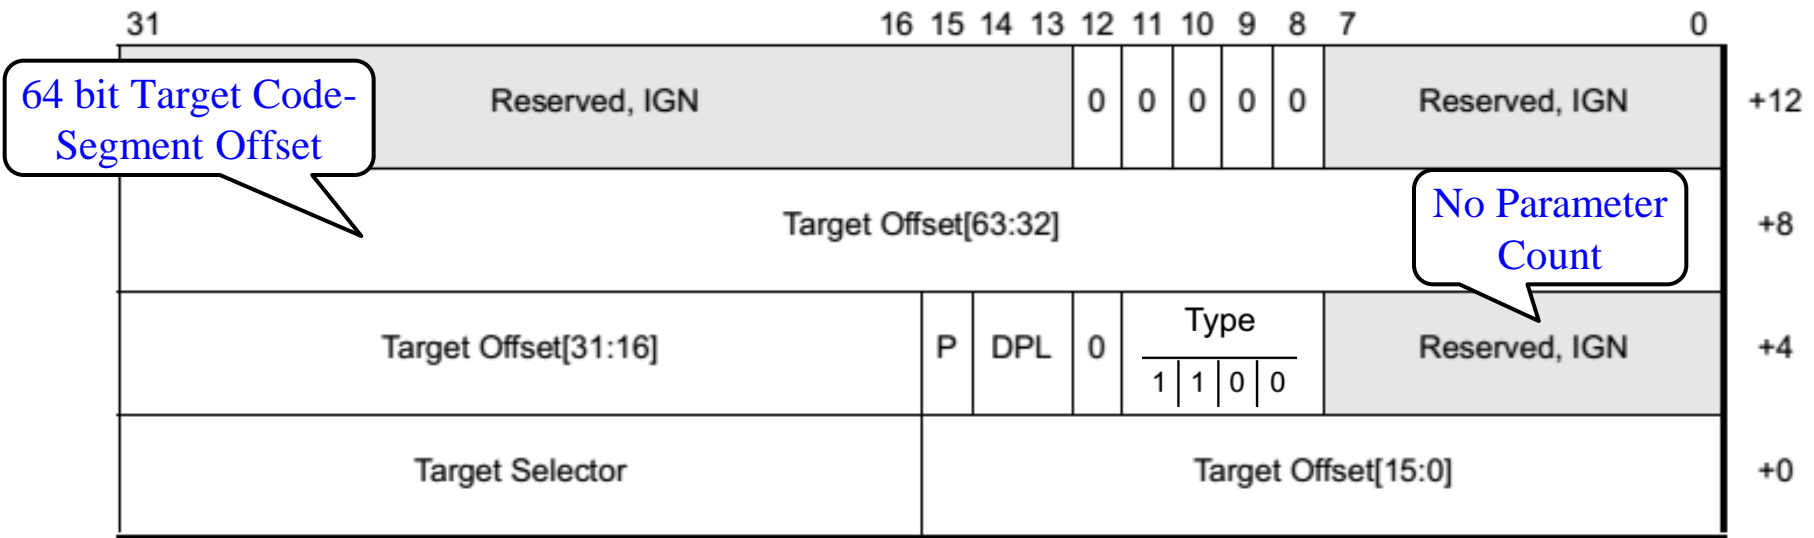 31 16 15 14 13 12 11 10 9 8 7 0
64 bit Target Code-
Segment Offset
Reserved, IGN 0 0 0 0 0 Reserved, IGN +12
Target Offset[63:32] +8
No Parameter
Count
Target Offset[31:16] P DPL 0 Type Reserved, IGN +4
1 1 0 0
Target Selector Target Offset[15:0] +0